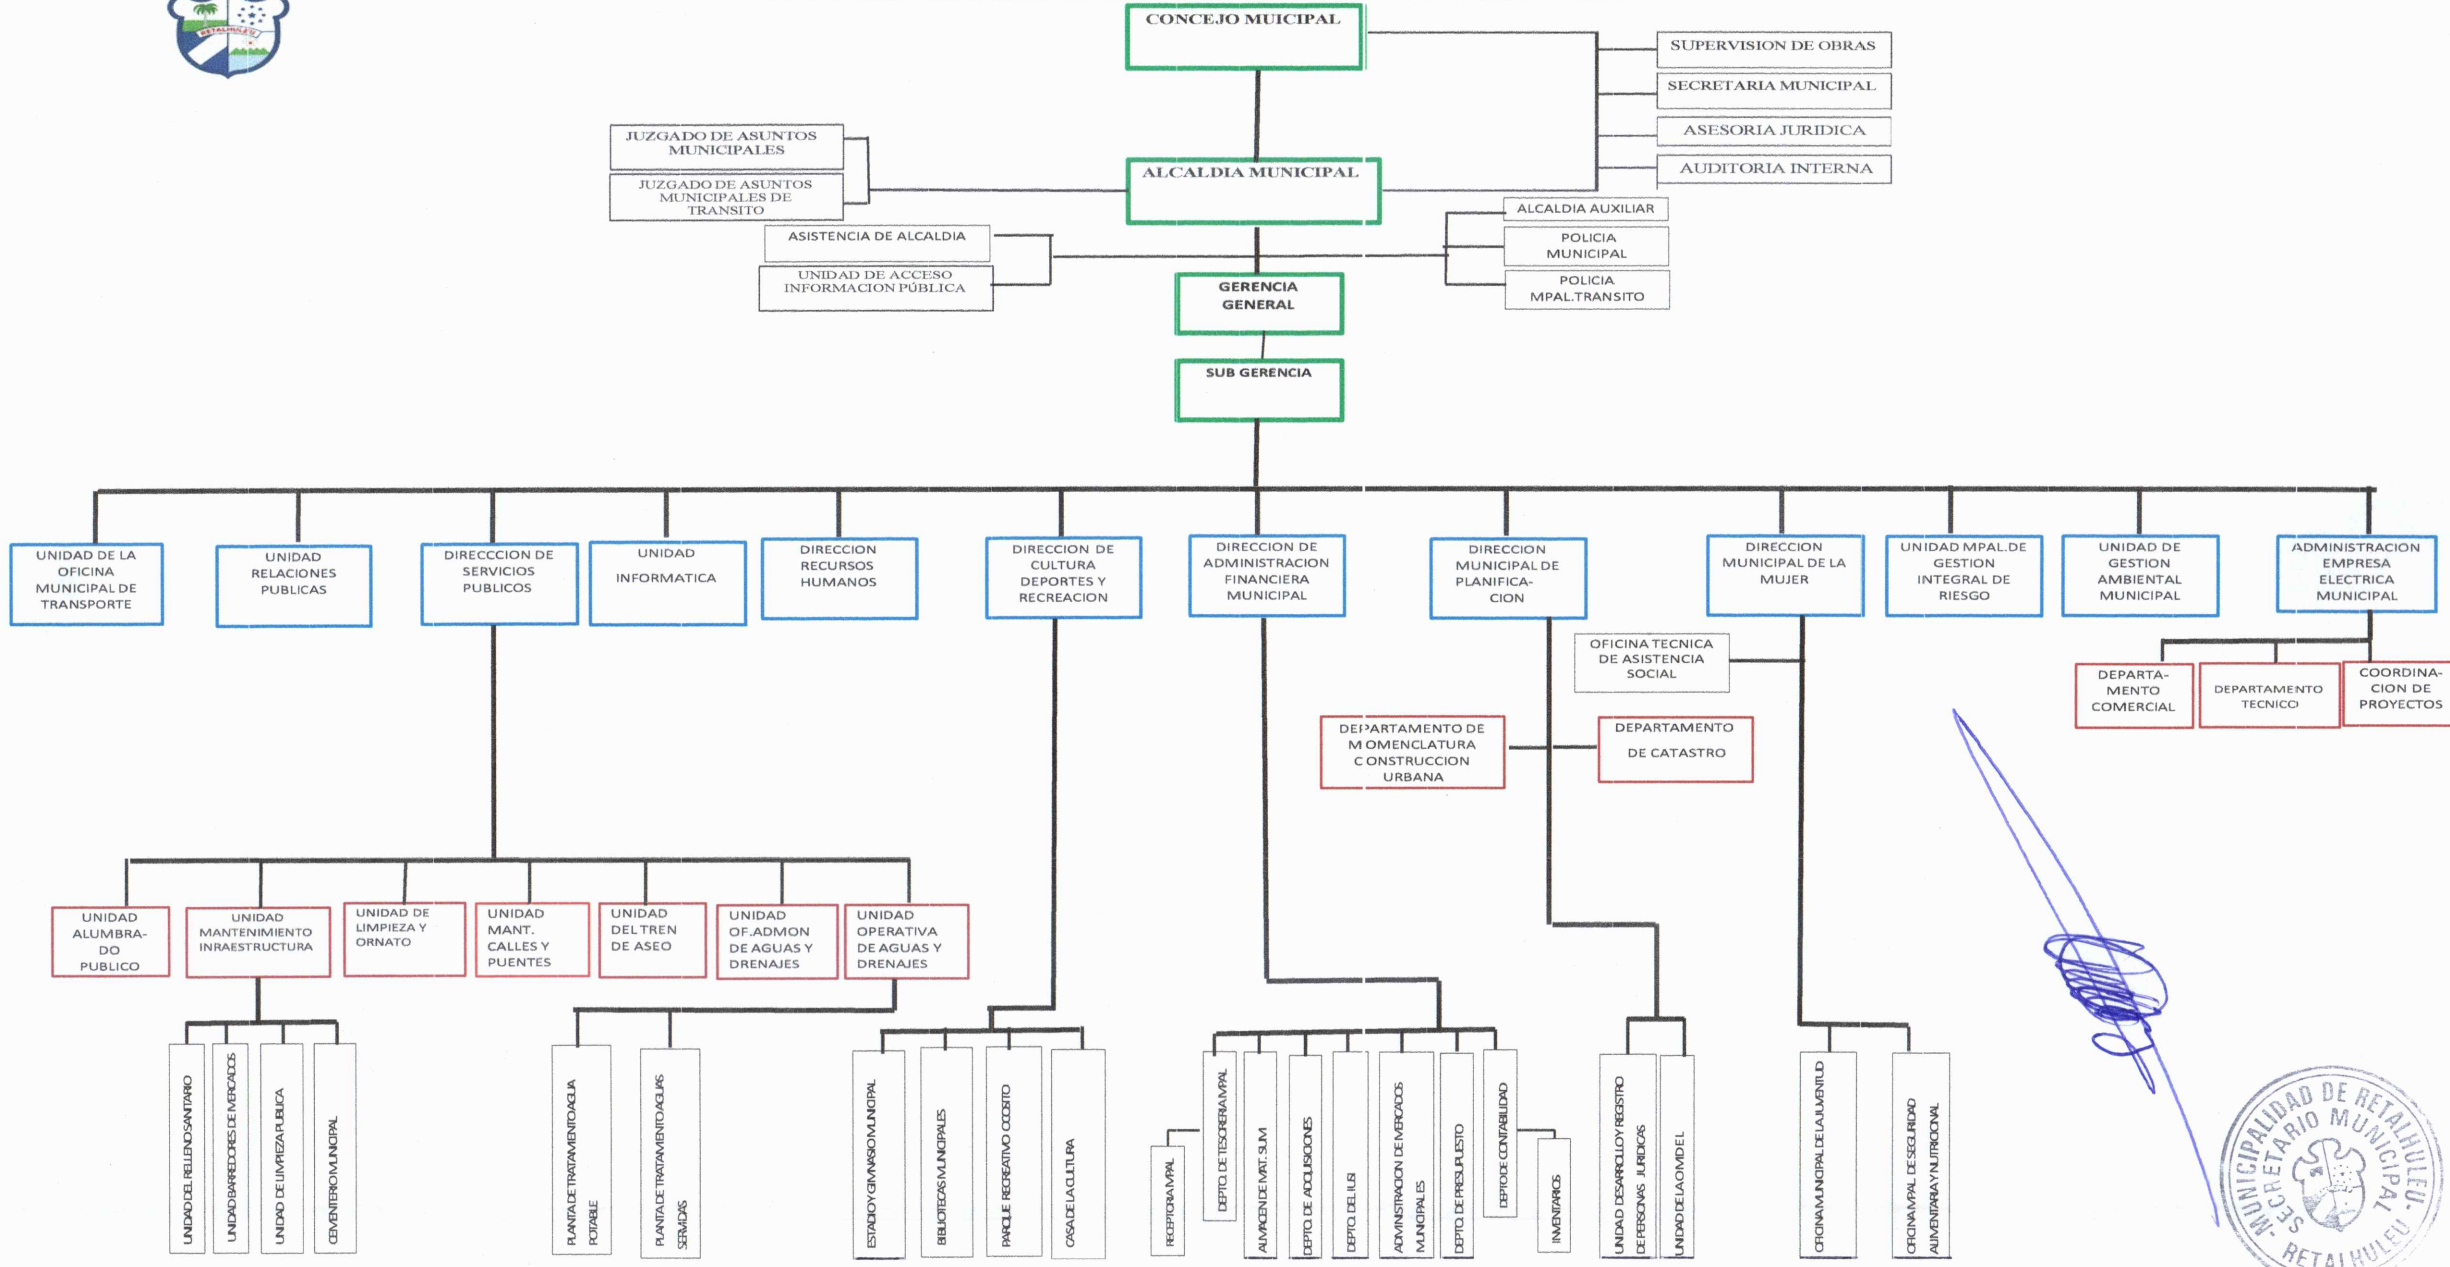 RETALHULEU
CONCEJO MUICIPAL
SUPERVISION DE OBRAS
SECRETARIA MUNICIPAL
ASESORIA JURIDICA
AUDITORIA INTERNA
JUZGADO DE ASUNTOS
MUNICIPALES
JUZGADO DE ASUNTOS
MUNICIPALES DE
TRANSITO
ALCALDIA MUNICIPAL
ASISTENCIA DE ALCALDIA
UNIDAD DE ACCESO
INFORMACION PÚBLICA
ALCALDIA AUXILIAR
POLICIA
MUNICIPAL
POLICIA
MPAL.TRANSITO
GERENCIA
GENERAL
SUB GERENCIA
UNIDAD DE LA
OFICINA
MUNICIPAL DE
TRANSPORTE
UNIDAD
RELACIONES
PUBLICAS
DIRECCCION DE
SERVICIOS
PUBLICOS
UNIDAD
INFORMATICA
DIRECCION
RECURSOS
HUMANOS
DIRECCION DE
CULTURA
DEPORTES Y
RECREACION
DIRECCION DE
ADMINISTRACION
FINANCIERA
MUNICIPAL
DIRECCION
MUNICIPAL DE
PLANIFICA-
CION
DIRECCION
MUNICIPAL DE LA
MUJER
UNIDAD MPAL.DE
GESTION
INTEGRAL DE
RIESGO
UNIDAD DE
GESTION
AMBIENTAL
MUNICIPAL
ADMINISTRACION
EMPRESA
ELECTRICA
MUNICIPAL
OFICINA TECNICA
DE ASISTENCIA
SOCIAL
DEPARTA-
MENTO
COMERCIAL
DEPARTAMENTO
TECNICO
COORDINA-
CION DE
PROYECTOS
DEPARTAMENTO DE
MOMENCLATURA
CONSTRUCCION
URBANA
DEPARTAMENTO
DE CATASTRO
UNIDAD
ALUMBRA-
DO
PUBLICO
UNIDAD
MANTENIMIENTO
INRAESTRUCTURA
UNIDAD DE
LIMPIEZA Y
ORNATO
UNIDAD
MANT.
CALLES Y
PUENTES
UNIDAD
DEL TREN
DE ASEO
UNIDAD
OF.ADMON
DE AGUAS Y
DRENAJES
UNIDAD
OPERATIVA
DE AGUAS Y
DRENAJES
UNIDAD DEL RELLENO SANITARIO
UNIDAD BARREDORES DE MERCADOS
UNIDAD DE LIMPIEZA PUBLICA
CEMENTERIO MUNICIPAL
PLANTA DE TRATAMIENTO AGUA
POTABLE
PLANTA DE TRATAMIENTO AGUAS
SERVIDAS
ESTADIO Y GIMNASIO MUNICIPAL
BIBLIOTECAS MUNICIPALES
PARQUE RECREATIVO OCOSITO
CASA DE LA CULTURA
RECEPTORIA MPAL
DEPTO. DE TESORERIA MPAL
ALMACEN DE MAT. SUM
DEPTO. DE ADQUISICIONES
DEPTO. DEL IUSI
ADMINISTRACION DE MERCADOS
MUNICIPALES
DEPTO. DE PRESUPUESTO
DEPTO DE CONTABILIDAD
INVENTARIOS
UNIDAD DESARROLLO Y REGISTRO
DE PERSONAS JURIDICAS
UNIDAD DE LA OMDEL
OFICINA MUNICIPAL DE LA JUVENTUD
OFICINA MPAL DE SEGURIDAD
ALIMENTARIA Y NUTRICIONAL
MUNICIPALIDAD DE RETALHULEU
SECRETARIO MUNICIPAL
RETALHULEU